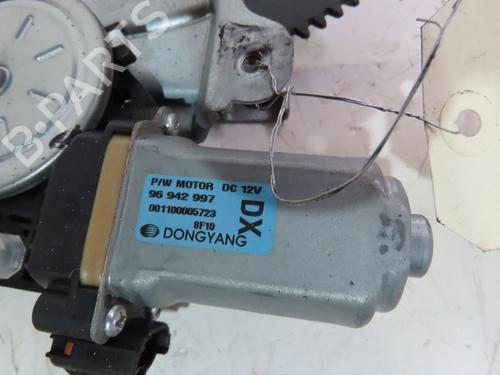 B-PARTS
P/W MOTOR DC 12V
96 942 997
001100005723
8F10
DX
DONGYANG